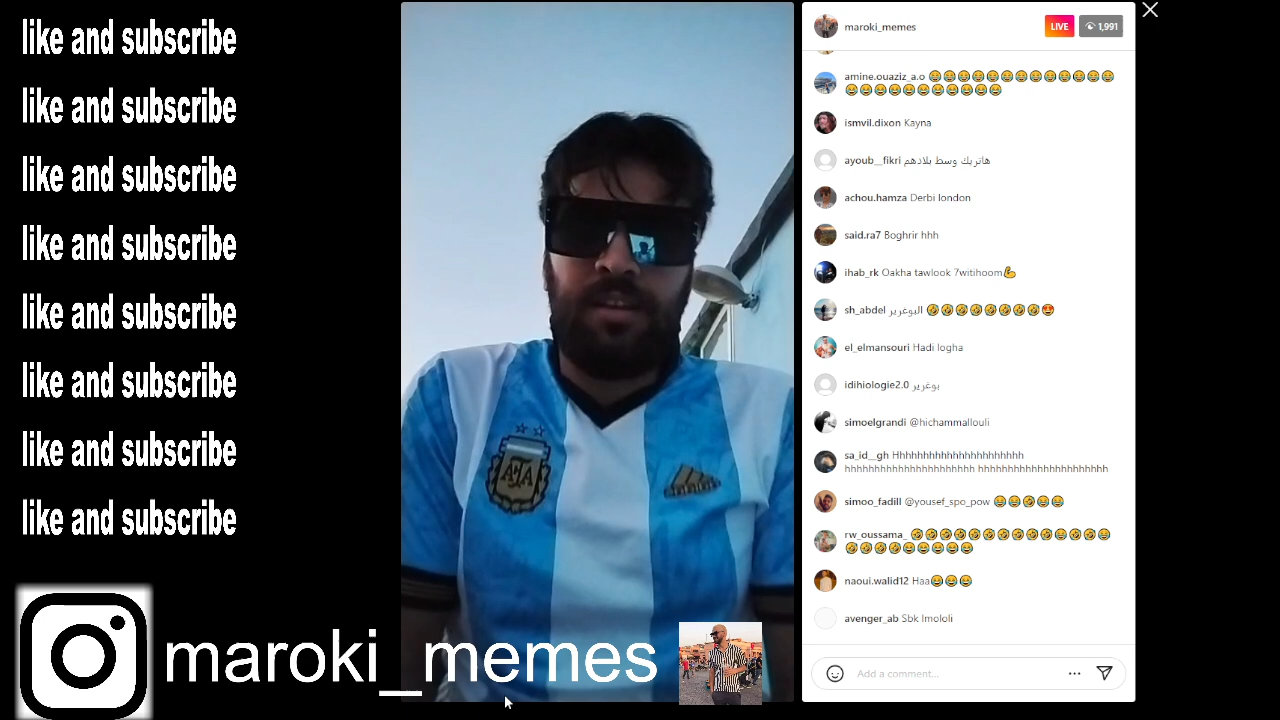 like and subscribe
like and subscribe
like and subscribe
like and subscribe
like and subscribe
like and subscribe
like and subscribe
like and subscribe
maroki_memes
AFA
maroki_memes
LIVE
1,991
amine.ouaziz_a.o 😂😂😂😂😂😂😂😂😂😂😂😂😂
😂😂😂😂😂😂😂😂😂😂😂
ismvil.dixon Kayna
ayoub__fikri هاتريك وسط بلادهم
achou.hamza Derbi london
said.ra7 Boghrir hhh
ihab_rk Oakha tawlook 7witihoom💪
sh_abdel البوغرير 🤣🤣🤣🤣🤣🤣🤣🤣😍
el_elmansouri Hadi logha
idihiologie2.0 بوغرير
simoelgrandi @hichammallouli
sa_id__gh Hhhhhhhhhhhhhhhhhhhhhh
hhhhhhhhhhhhhhhhhhhhhh hhhhhhhhhhhhhhhhhhhhhh
simoo_fadill @yousef_spo_pow 😂😂🤣😂😂
rw_oussama_ 🤣🤣🤣🤣🤣🤣🤣🤣🤣🤣😂🤣🤣😂
🤣🤣🤣🤣😂😂😂😂😂
naoui.walid12 Haa😂😂😂
avenger_ab Sbk lmololi
Add a comment...